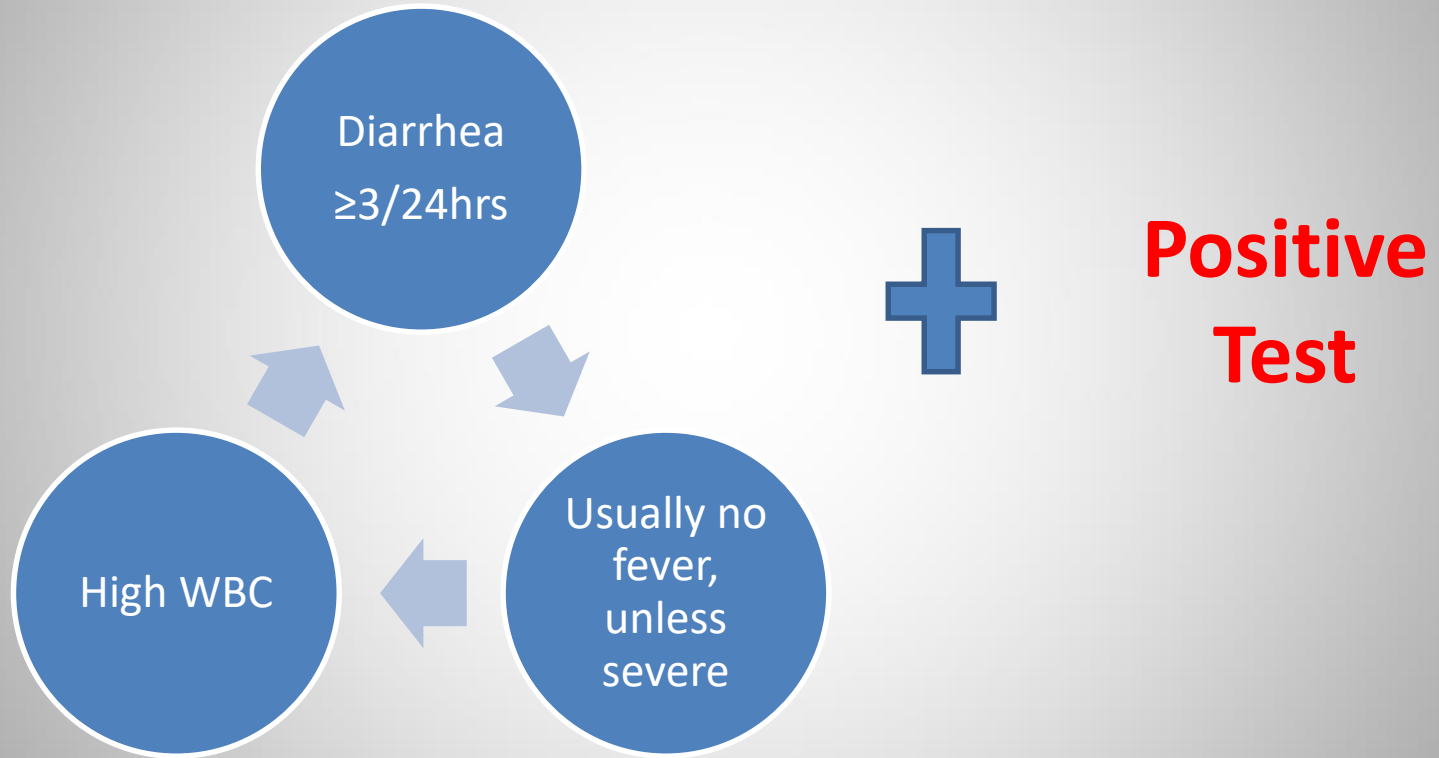 Diarrhea
≥3/24hrs
Usually no
fever,
unless
severe
High WBC
Positive
Test